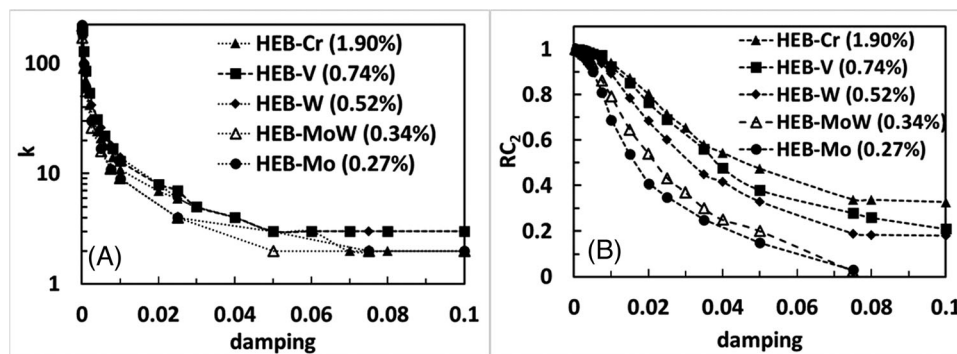 100
10
1
k
(A)
HEB-Cr (1.90%)
HEB-V (0.74%)
HEB-W (0.52%)
HEB-MoW (0.34%)
HEB-Mo (0.27%)
0 0.02 0.04 0.06 0.08 0.1
damping
1
0.8
0.6
0.4
0.2
0
RC2
(B)
HEB-Cr (1.90%)
HEB-V (0.74%)
HEB-W (0.52%)
HEB-MoW (0.34%)
HEB-Mo (0.27%)
0 0.02 0.04 0.06 0.08 0.1
damping